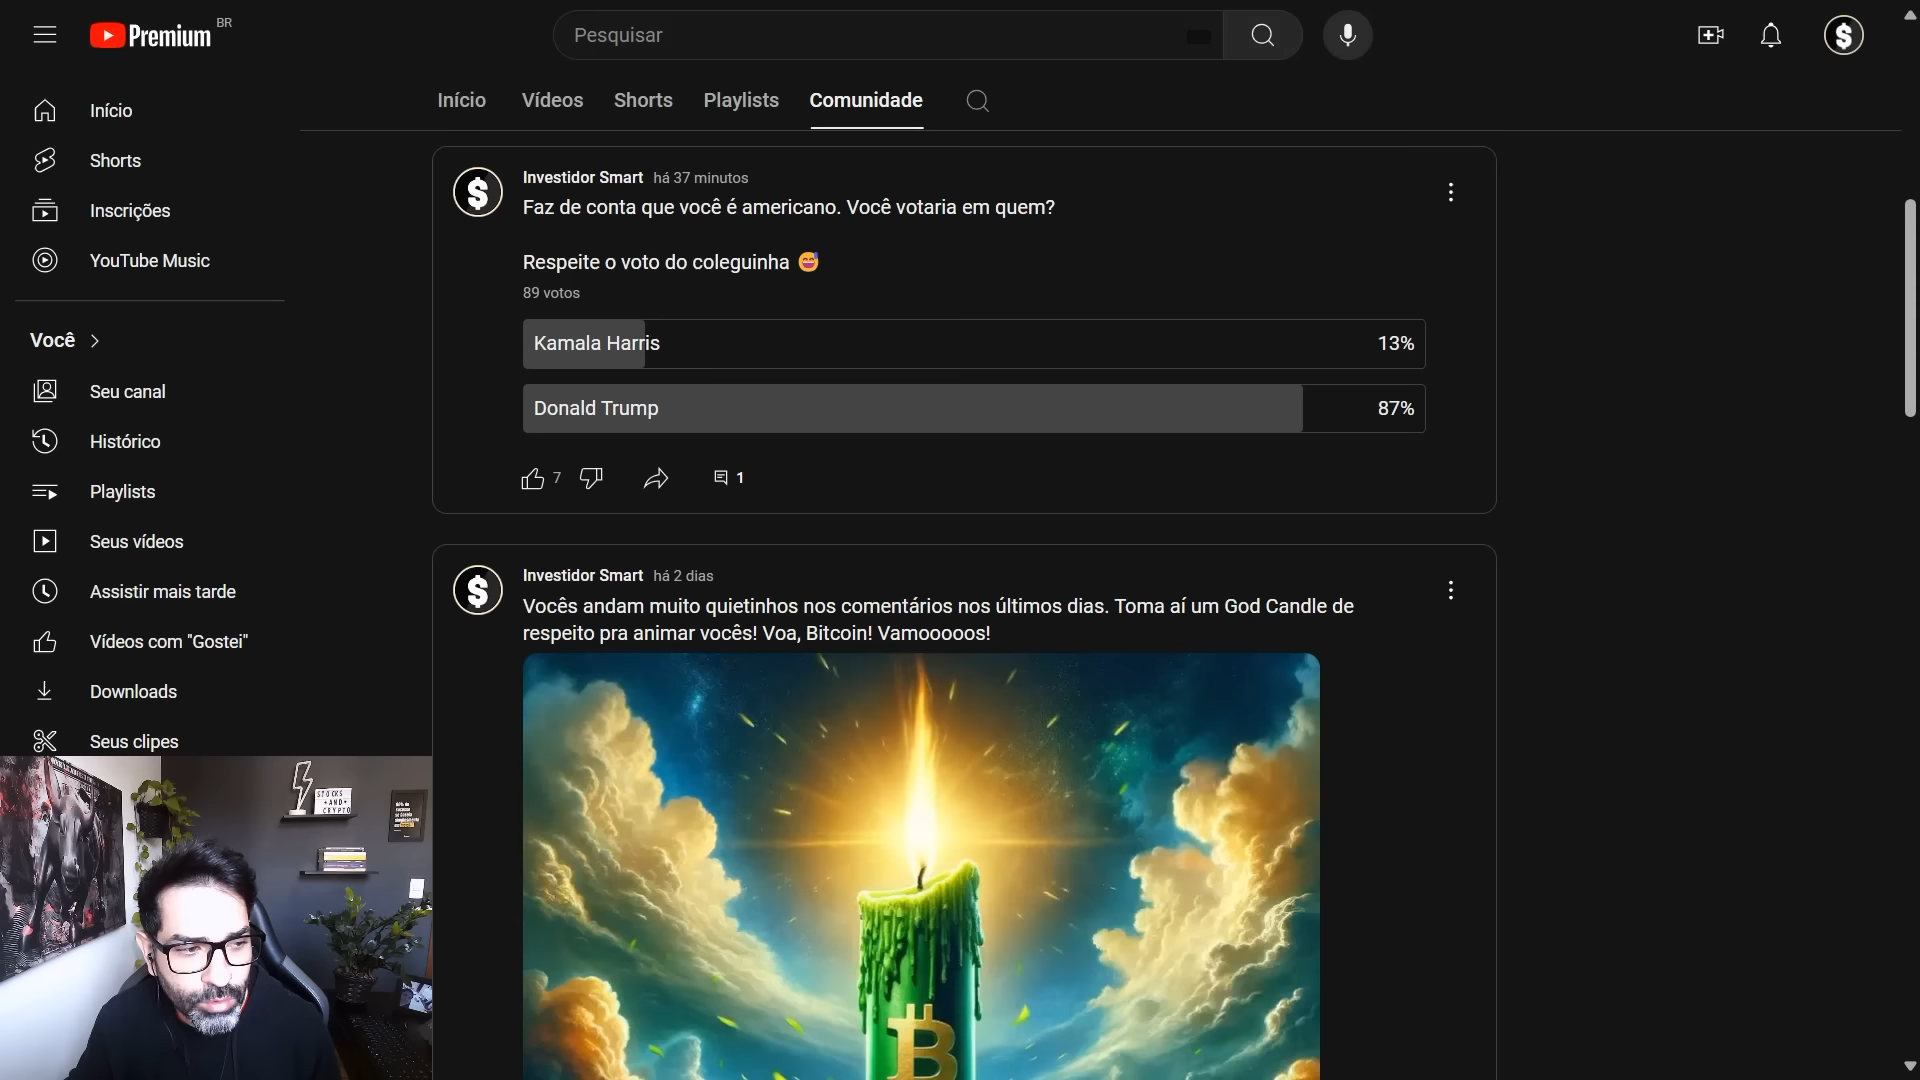 Premium BR
Pesquisar
Início
Shorts
Inscrições
YouTube Music
Você
Seu canal
Histórico
Playlists
Seus vídeos
Assistir mais tarde
Vídeos com "Gostei"
Downloads
Seus clipes
Início Vídeos Shorts Playlists Comunidade
Investidor Smart há 37 minutos
Faz de conta que você é americano. Você votaria em quem?
Respeite o voto do coleguinha 😅
89 votos
Kamala Harris 13%
Donald Trump 87%
7 1
Investidor Smart há 2 dias
Vocês andam muito quietinhos nos comentários nos últimos dias. Toma aí um God Candle de
respeito pra animar vocês! Voa, Bitcoin! Vamooooos!
STOCKS
+AND+
CRYPTO